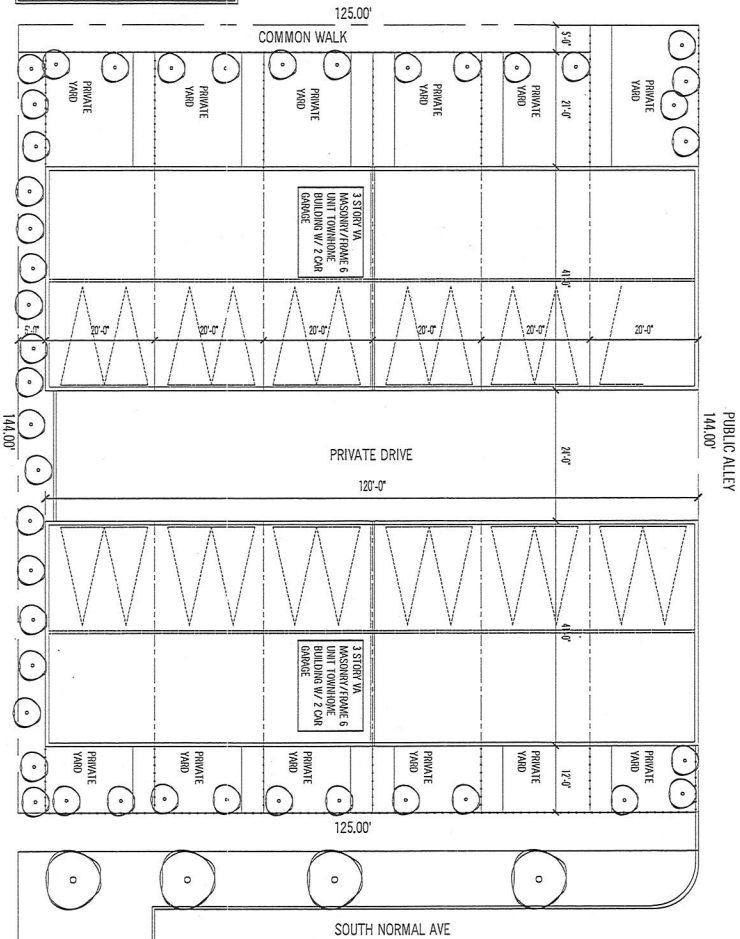 125.00'
COMMON WALK
5'-0"
PRIVATE
YARD
PRIVATE
YARD
PRIVATE
YARD
PRIVATE
YARD
PRIVATE
YARD
PRIVATE
YARD
21'-0"
3 STORY VA
MASONRY/FRAME 6
UNIT TOWNHOME
BUILDING W/ 2 CAR
GARAGE
41'-0"
20'-0"
20'-0"
20'-0"
20'-0"
20'-0"
20'-0"
PUBLIC ALLEY
144.00'
144.00'
PRIVATE DRIVE
24'-0"
120'-0"
3 STORY VA
MASONRY/FRAME 6
UNIT TOWNHOME
BUILDING W/ 2 CAR
GARAGE
41'-0"
PRIVATE
YARD
PRIVATE
YARD
PRIVATE
YARD
PRIVATE
YARD
PRIVATE
YARD
PRIVATE
YARD
12'-0"
125.00'
SOUTH NORMAL AVE